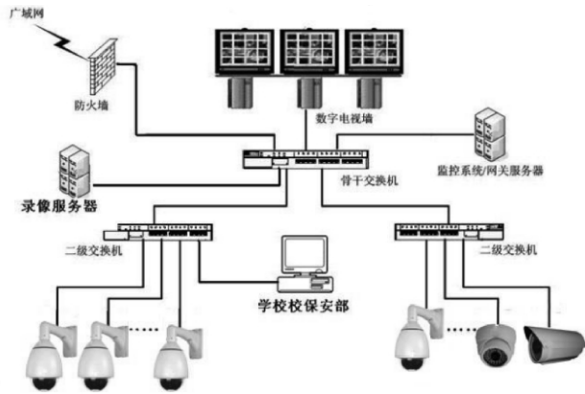 广域网
防火墙
数字电视墙
骨干交换机
监控系统/网关服务器
录像服务器
二级交换机
二级交换机
学校校保安部